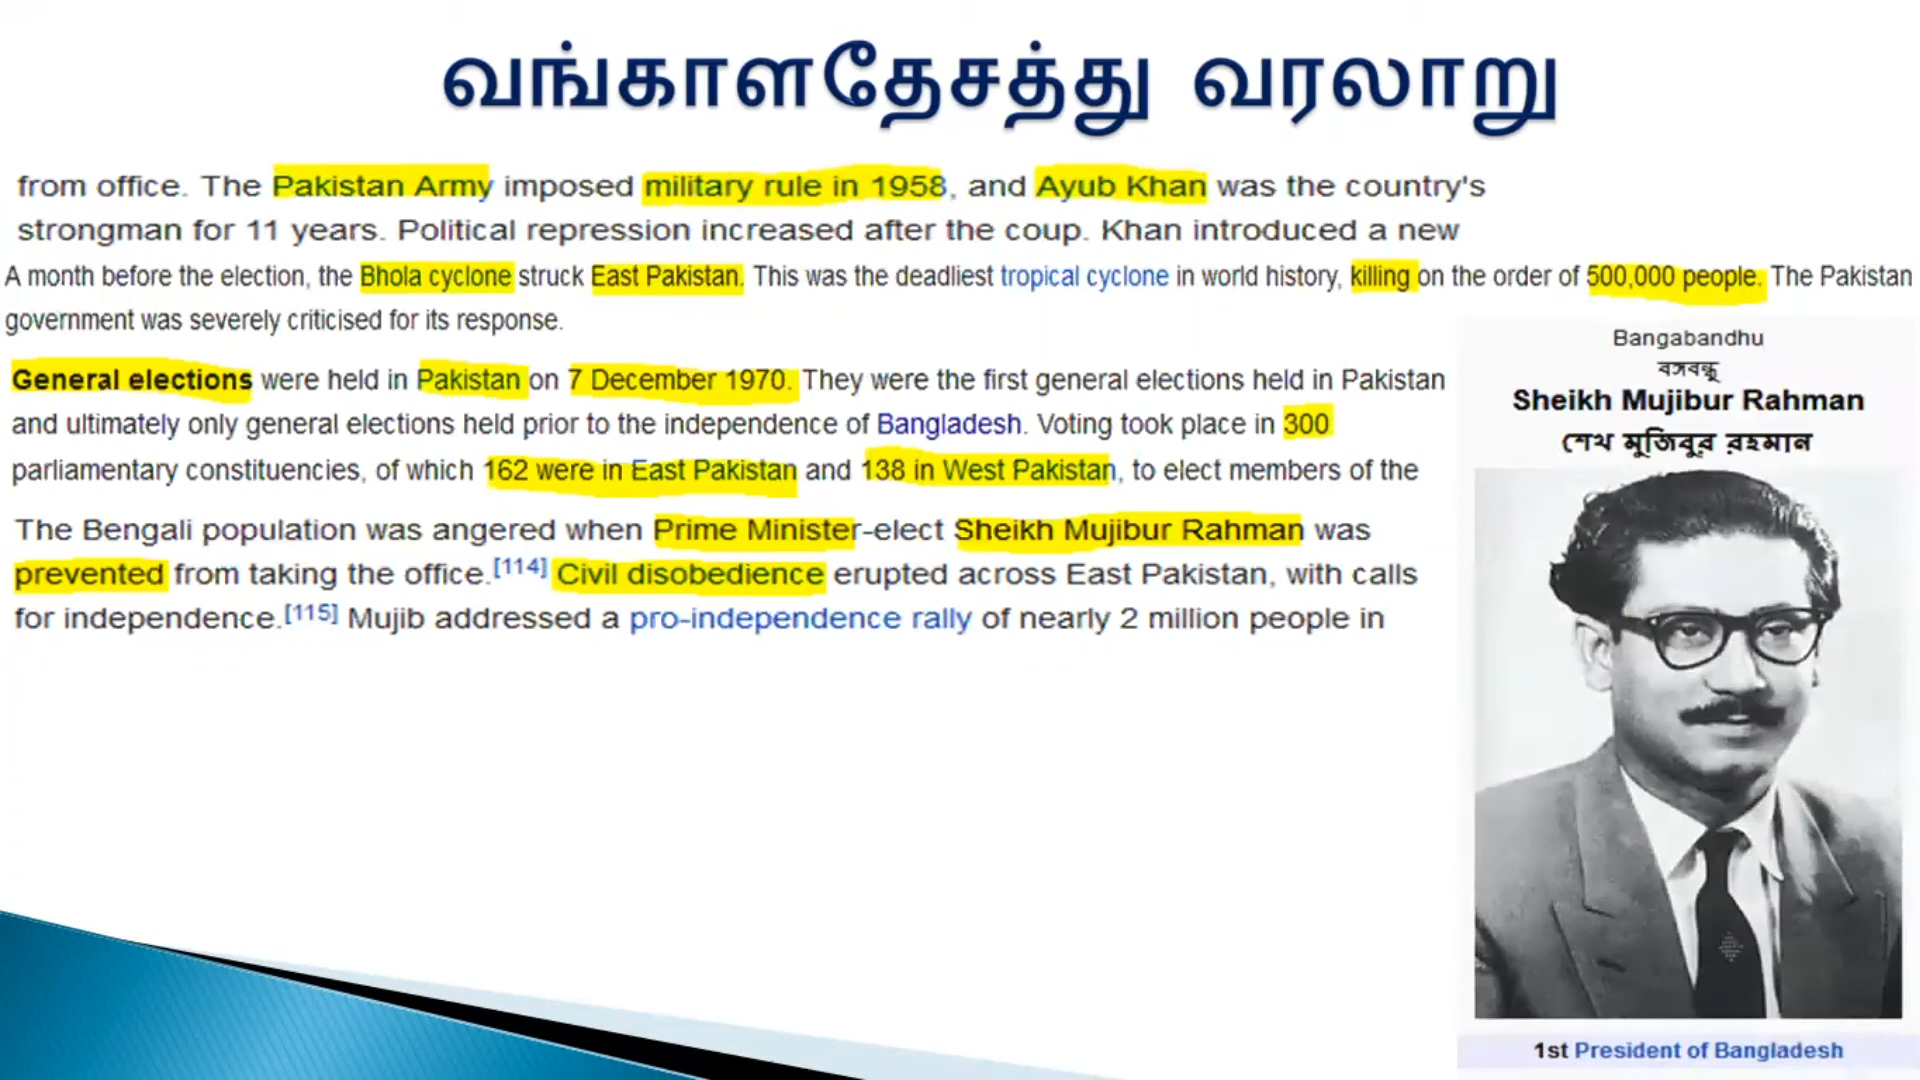 வங்காளதேசத்து வரலாறு
from office. The Pakistan Army imposed military rule in 1958, and Ayub Khan was the country's
strongman for 11 years. Political repression increased after the coup. Khan introduced a new
A month before the election, the Bhola cyclone struck East Pakistan. This was the deadliest tropical cyclone in world history, killing on the order of 500,000 people. The Pakistan
government was severely criticised for its response.
General elections were held in Pakistan on 7 December 1970. They were the first general elections held in Pakistan
and ultimately only general elections held prior to the independence of Bangladesh. Voting took place in 300
parliamentary constituencies, of which 162 were in East Pakistan and 138 in West Pakistan, to elect members of the
The Bengali population was angered when Prime Minister-elect Sheikh Mujibur Rahman was
prevented from taking the office.[114] Civil disobedience erupted across East Pakistan, with calls
for independence.[115] Mujib addressed a pro-independence rally of nearly 2 million people in
Bangabandhu
বঙ্গবন্ধু
Sheikh Mujibur Rahman
শেখ মুজিবুর রহমান
1st President of Bangladesh